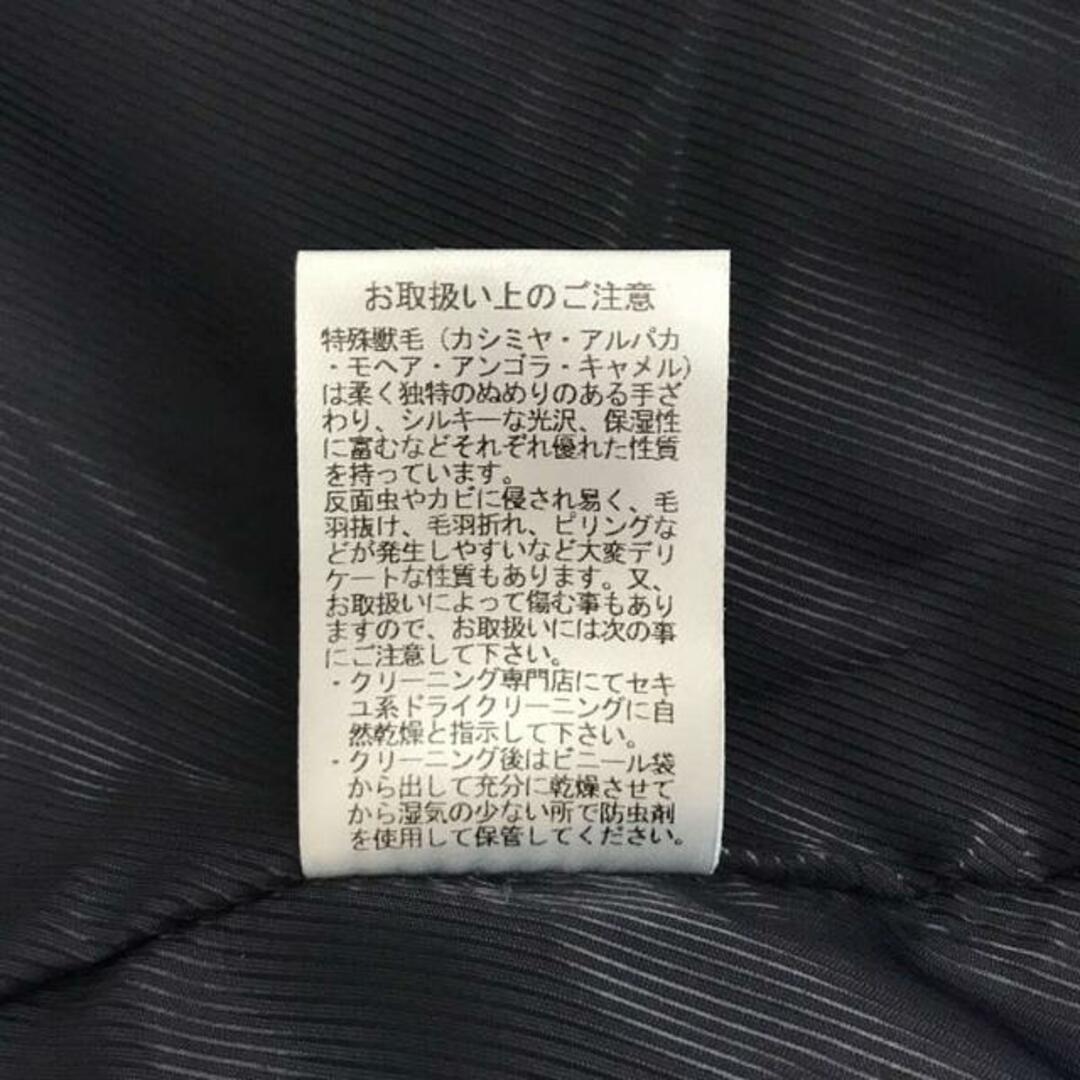 お取扱い上のご注意
特殊獣毛（カシミヤ・アルパカ
・モヘア・アンゴラ・キャメル）
は柔く独特のぬめりのある手ざ
わり、シルキーな光沢、保湿性
に富むなどそれぞれ優れた性質
を持っています。
反面虫やカビに侵され易く、毛
羽抜け、毛羽折れ、ピリングな
どが発生しやすいなど大変デリ
ケートな性質もあります。又、
お取扱いによって傷む事もあり
ますので、お取扱いには次の事
にご注意して下さい。
・クリーニング専門店にてセキ
ユ系ドライクリーニングに自
然乾燥と指示して下さい。
・クリーニング後はビニール袋
から出して充分に乾燥させて
から湿気の少ない所で防虫剤
を使用して保管してください。